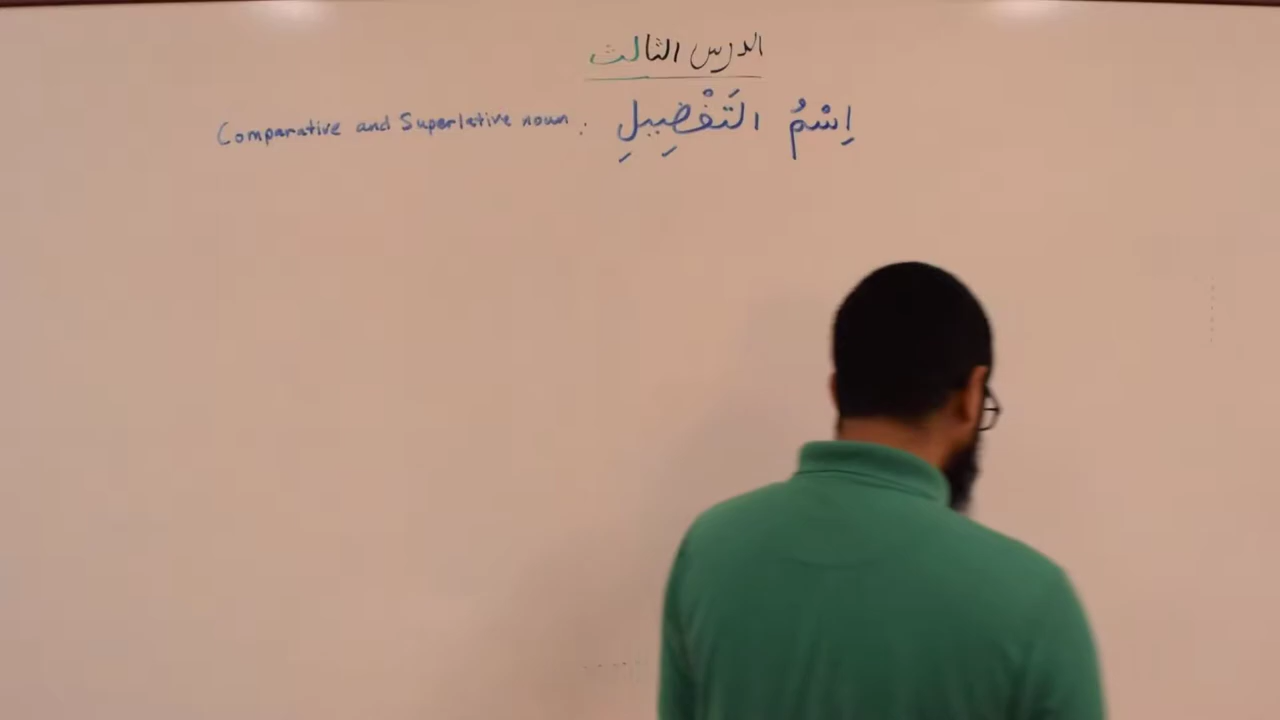 الدرس الثالث
اِسْمُ التَفْضِيلِ : Comparative and Superlative noun